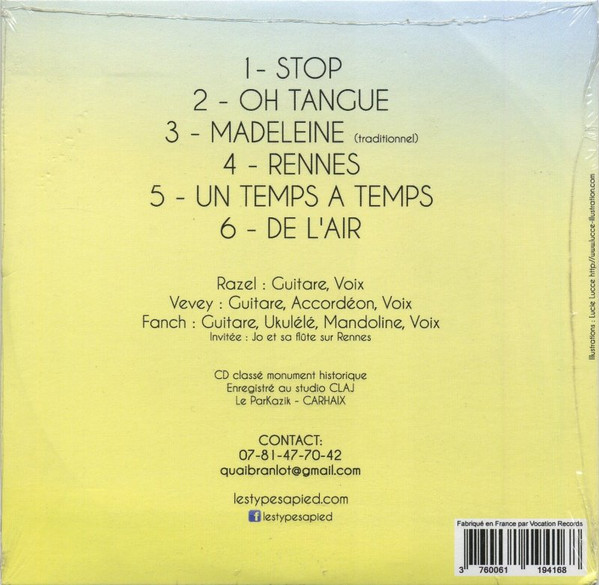 1- STOP
2 - OH TANGUE
3 - MADELEINE (traditionnel)
4 - RENNES
5 - UN TEMPS A TEMPS
6 - DE L'AIR
Razel : Guitare, Voix
Vevey : Guitare, Accordéon, Voix
Fanch : Guitare, Ukulélé, Mandoline, Voix
Invitée : Jo et sa flûte sur Rennes
CD classé monument historique
Enregistré au studio CLAJ
Le ParKazik - CARHAIX
CONTACT:
07-81-47-70-42
quaibranlot@gmail.com
lestypesapied.com
f lestypesapied
Illustrations : Lucie Lucce http://www.lucce-illustration.com
Fabriqué en France par Vocation Records
3 760061 194168